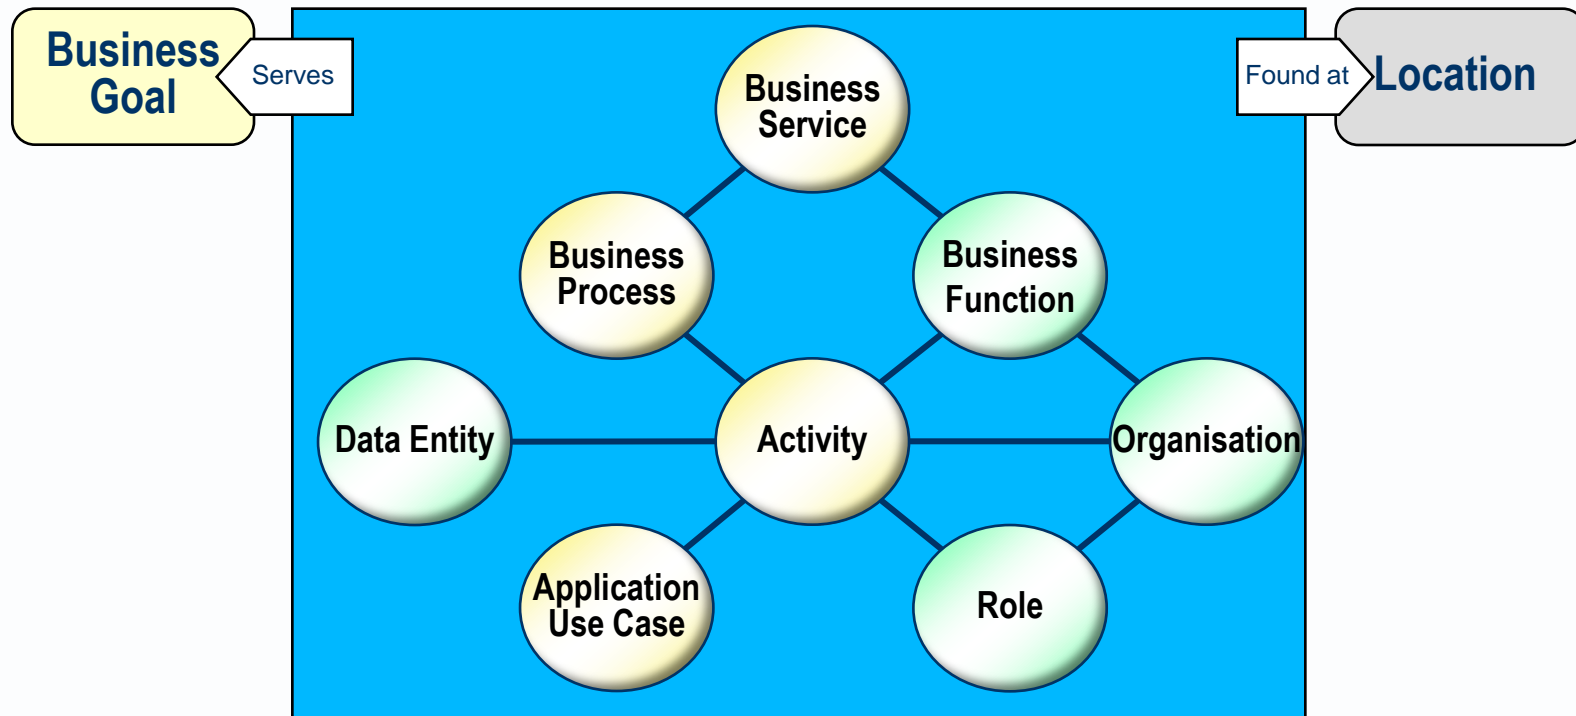 Business
Goal
Serves
Found at
Location
Business
Service
Business
Process
Business
Function
Data Entity
Activity
Organisation
Application
Use Case
Role